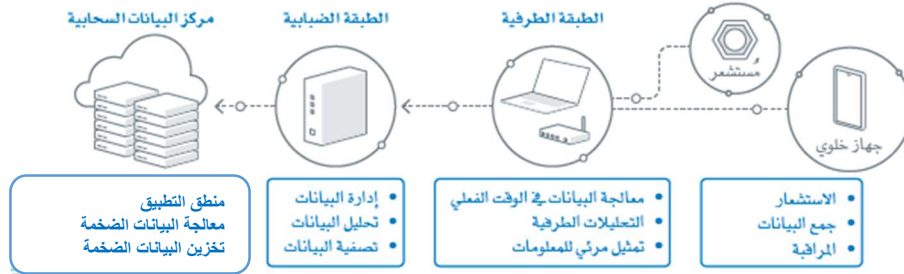 الطبقة الطرفية
الطبقة الضبابية
مركز البيانات السحابية
مُستشعر
جهاز خلوي
• الاستشعار
• جمع البيانات
• المراقبة
• معالجة البيانات في الوقت الفعلي
• التحليلات الطرفية
• تمثيل مرئي للمعلومات
• إدارة البيانات
• تحليل البيانات
• تصفية البيانات
منطق التطبيق
معالجة البيانات الضخمة
تخزين البيانات الضخمة